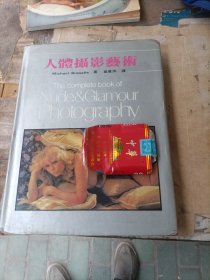 人體攝影藝術
Michael Busselle 著
The complete book of
Nude & Glamour
Photography
中華